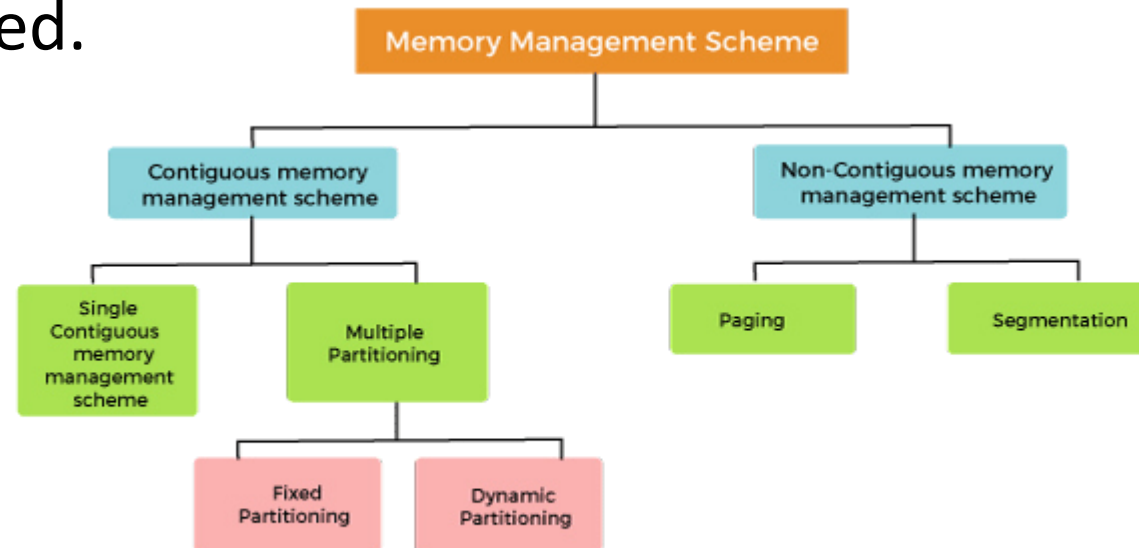 ed.
Memory Management Scheme
Contiguous memory
management scheme
Non-Contiguous memory
management scheme
Single
Contiguous
memory
management
scheme
Multiple
Partitioning
Paging
Segmentation
Fixed
Partitioning
Dynamic
Partitioning